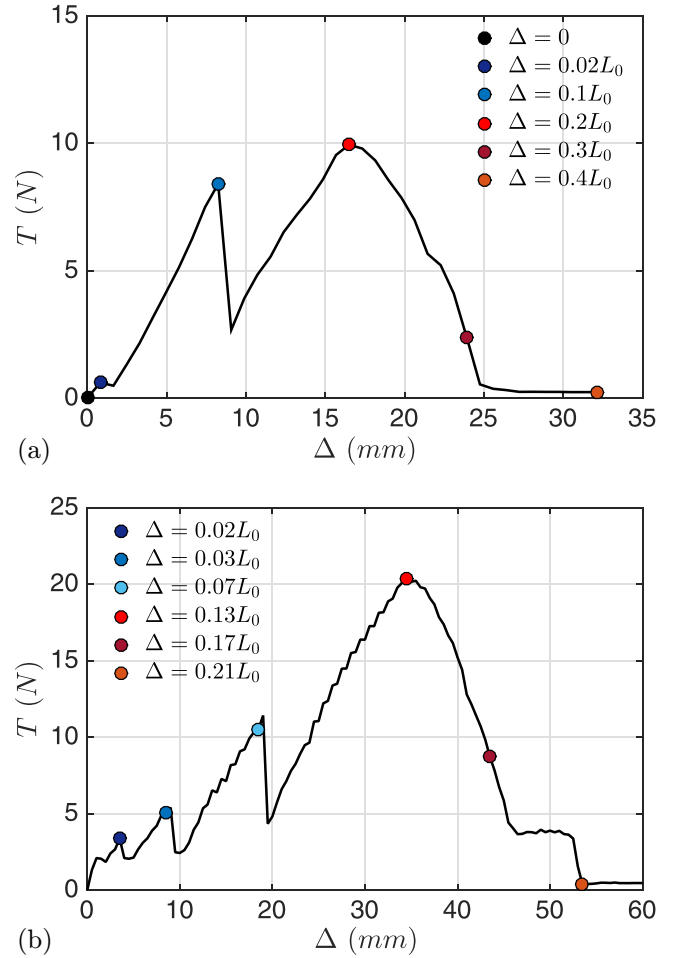 15
10
5
0
T (N)
Δ = 0
Δ = 0.02L₀
Δ = 0.1L₀
Δ = 0.2L₀
Δ = 0.3L₀
Δ = 0.4L₀
0 5 10 15 20 25 30 35
(a)
Δ (mm)
25
20
15
10
5
0
T (N)
Δ = 0.02L₀
Δ = 0.03L₀
Δ = 0.07L₀
Δ = 0.13L₀
Δ = 0.17L₀
Δ = 0.21L₀
0 10 20 30 40 50 60
(b)
Δ (mm)